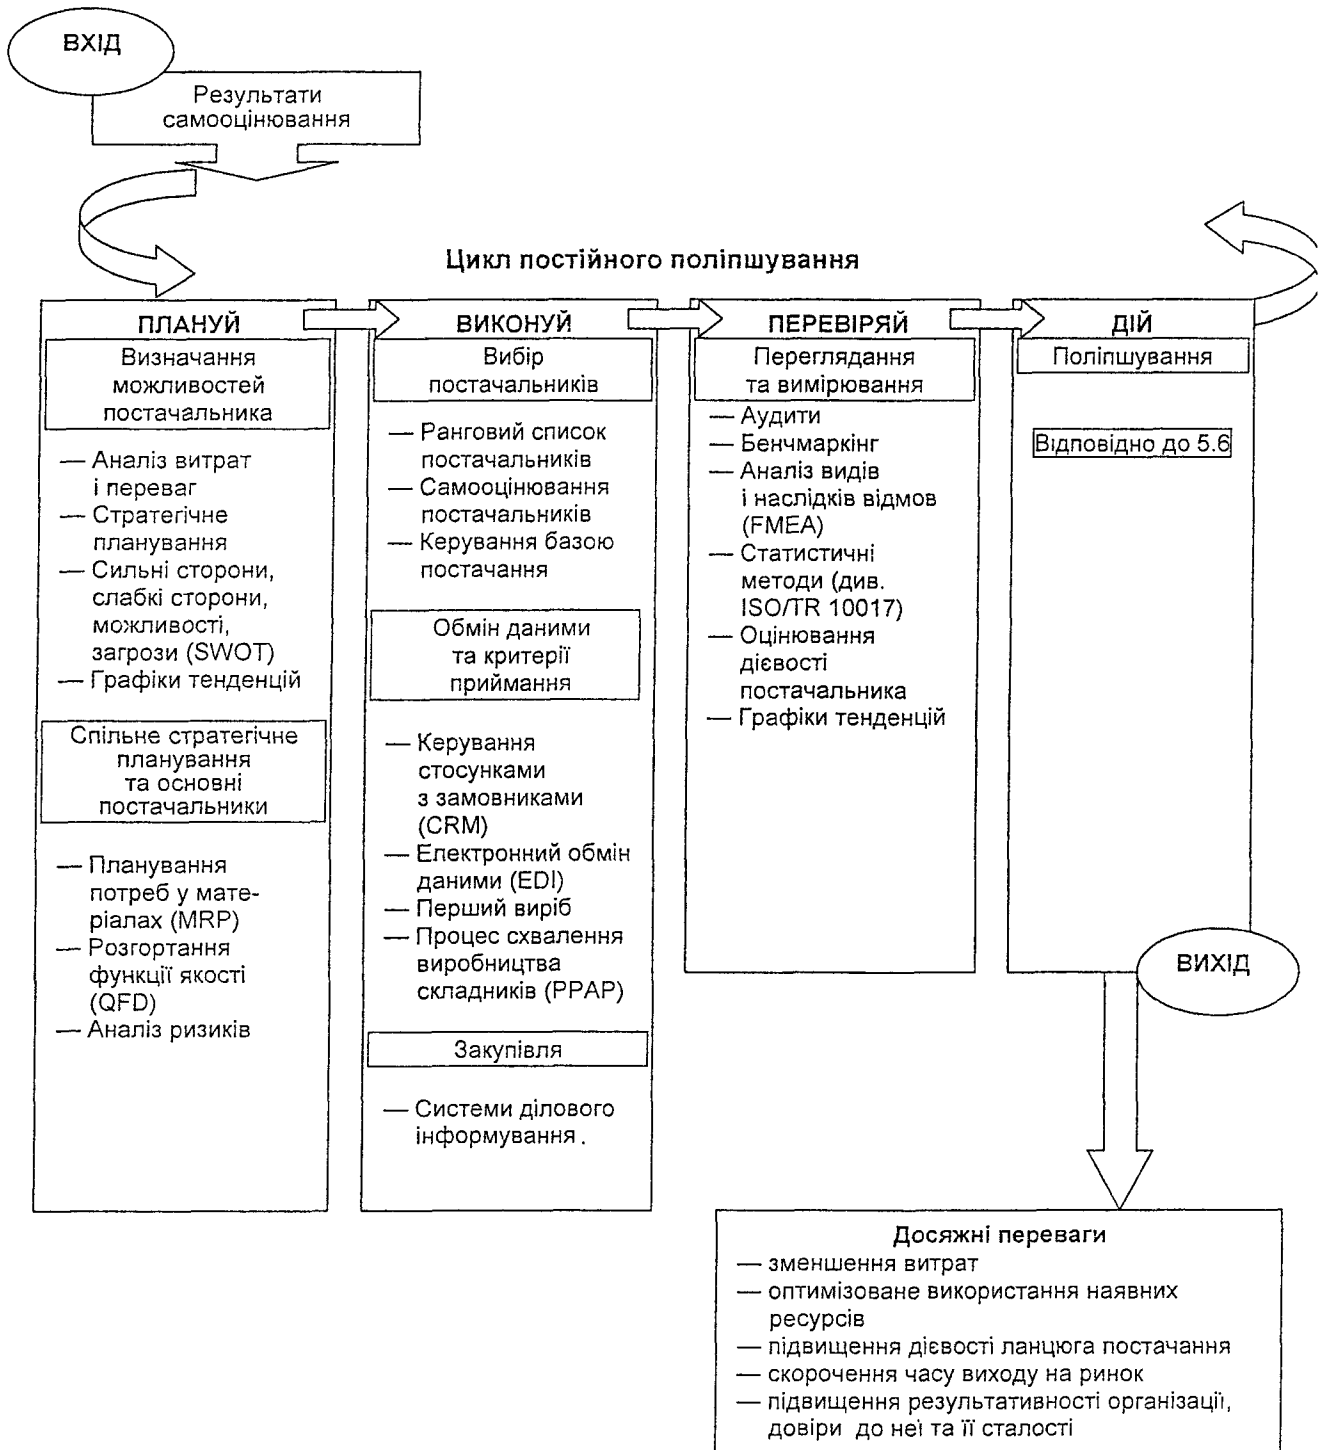 ВХІД
Результати
самооцінювання
Цикл постійного поліпшування
ПЛАНУЙ
Визначання
можливостей
постачальника
— Аналіз витрат
і переваг
— Стратегічне
планування
— Сильні сторони,
слабкі сторони,
можливості,
загрози (SWOT)
— Графіки тенденцій
Спільне стратегічне
планування
та основні
постачальники
— Планування
потреб у мате-
ріалах (MRP)
— Розгортання
функції якості
(QFD)
— Аналіз ризиків
ВИКОНУЙ
Вибір
постачальників
— Ранговий список
постачальників
— Самооцінювання
постачальників
— Керування базою
постачання
Обмін даними
та критерії
приймання
— Керування
стосунками
з замовниками
(CRM)
— Електронний обмін
даними (EDI)
— Перший виріб
— Процес схвалення
виробництва
складників (PPAP)
Закупівля
— Системи ділового
інформування.
ПЕРЕВІРЯЙ
Переглядання
та вимірювання
— Аудити
— Бенчмаркінг
— Аналіз видів
і наслідків відмов
(FMEA)
— Статистичні
методи (див.
ISO/TR 10017)
— Оцінювання
дієвості
постачальника
— Графіки тенденцій
ДІЙ
Поліпшування
Відповідно до 5.6
ВИХІД
Досяжні переваги
— зменшення витрат
— оптимізоване використання наявних
ресурсів
— підвищення дієвості ланцюга постачання
— скорочення часу виходу на ринок
— підвищення результативності організації,
довіри до неї та її сталості